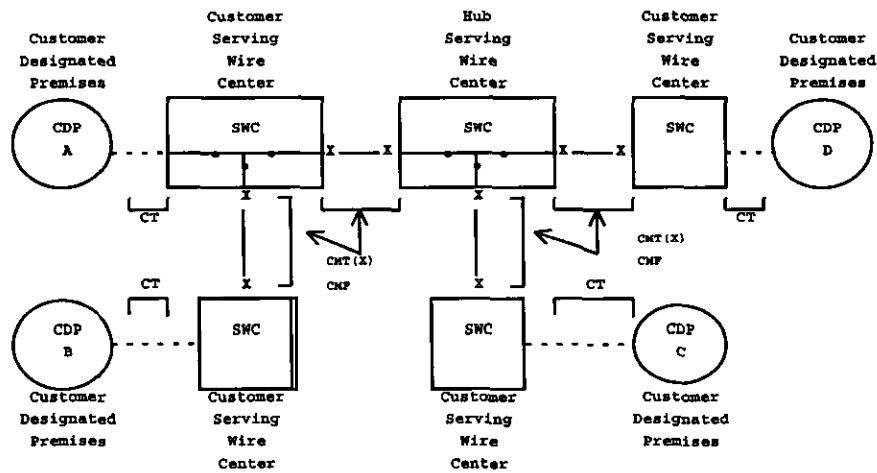 Customer
Designated
Premises
Customer
Serving
Wire
Center
Hub
Serving
Wire
Center
Customer
Serving
Wire
Center
Customer
Designated
Premises
CDP
A
SWC
X
X
SWC
X
X
SWC
CDP
D
X
X
CT
CT
CMT(X)
CMF
CMT(X)
CMF
CT
X
X
CT
CDP
B
SWC
SWC
CDP
C
Customer
Designated
Premises
Customer
Serving
Wire
Center
Customer
Serving
Wire
Center
Customer
Designated
Premises